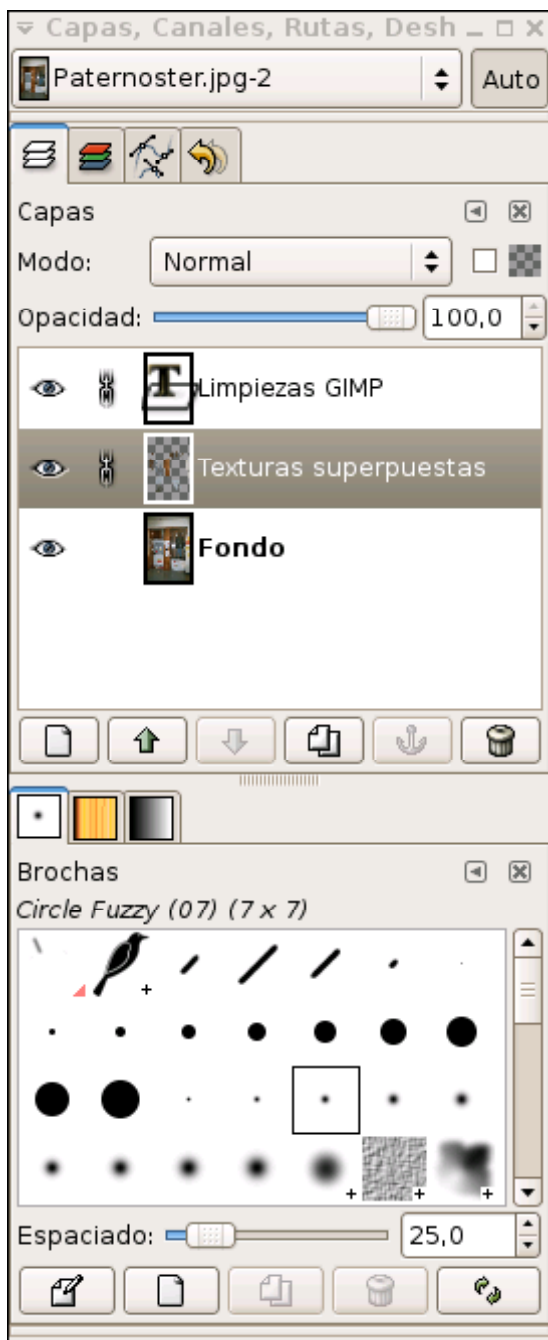 Capas, Canales, Rutas, Desh
Paternoster.jpg-2
Auto
Capas
Modo: Normal
Opacidad: 100,0
T Limpiezas GIMP
Texturas superpuestas
Fondo
Brochas
Circle Fuzzy (07) (7 x 7)
Espaciado: 25,0